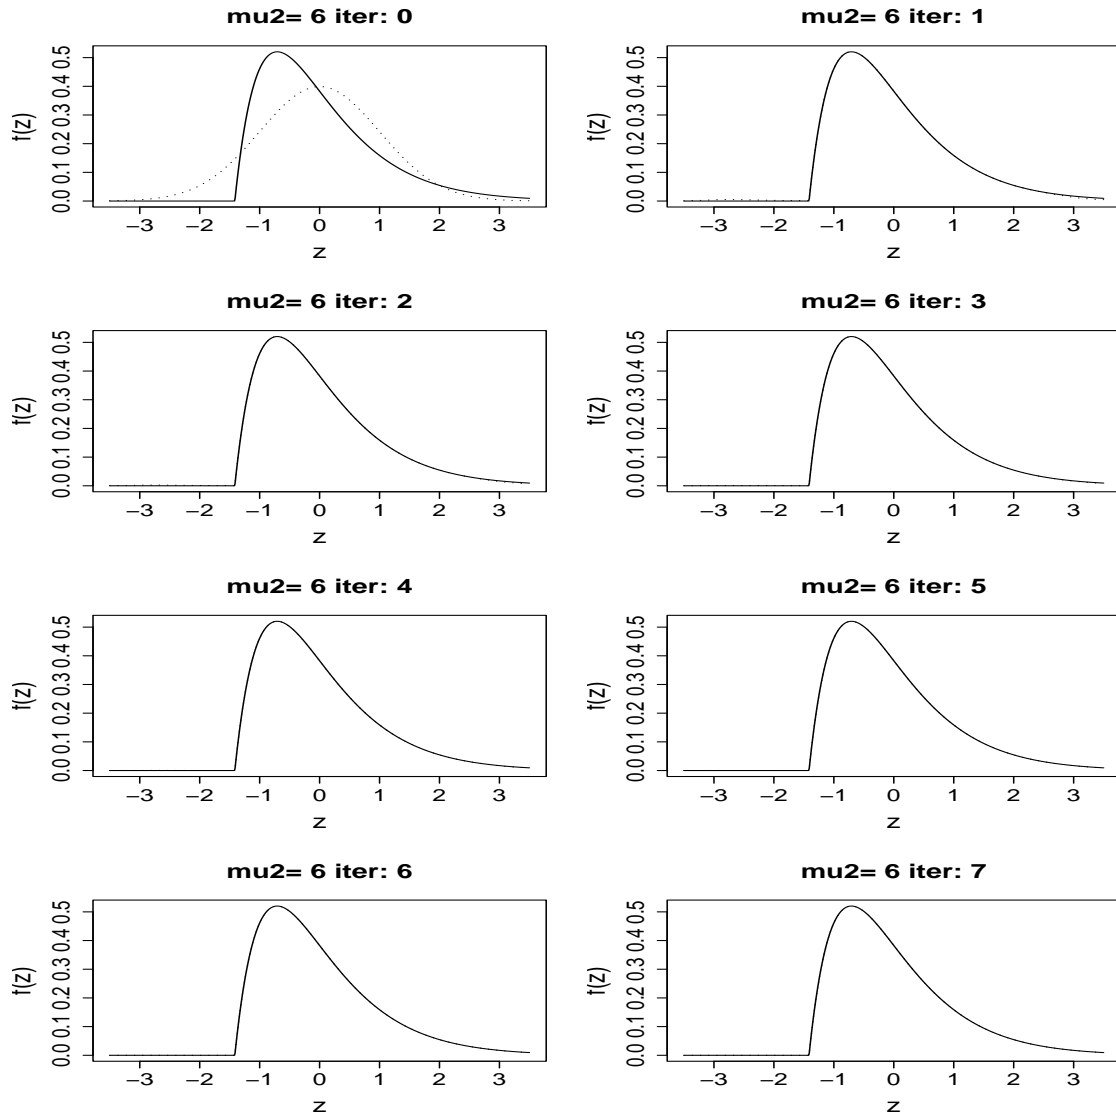 mu2= 6 iter: 0
f(z)
0.0 0.1 0.2 0.3 0.4 0.5
−3 −2 −1 0 1 2 3
z
mu2= 6 iter: 1
f(z)
0.0 0.1 0.2 0.3 0.4 0.5
−3 −2 −1 0 1 2 3
z
mu2= 6 iter: 2
f(z)
0.0 0.1 0.2 0.3 0.4 0.5
−3 −2 −1 0 1 2 3
z
mu2= 6 iter: 3
f(z)
0.0 0.1 0.2 0.3 0.4 0.5
−3 −2 −1 0 1 2 3
z
mu2= 6 iter: 4
f(z)
0.0 0.1 0.2 0.3 0.4 0.5
−3 −2 −1 0 1 2 3
z
mu2= 6 iter: 5
f(z)
0.0 0.1 0.2 0.3 0.4 0.5
−3 −2 −1 0 1 2 3
z
mu2= 6 iter: 6
f(z)
0.0 0.1 0.2 0.3 0.4 0.5
−3 −2 −1 0 1 2 3
z
mu2= 6 iter: 7
f(z)
0.0 0.1 0.2 0.3 0.4 0.5
−3 −2 −1 0 1 2 3
z